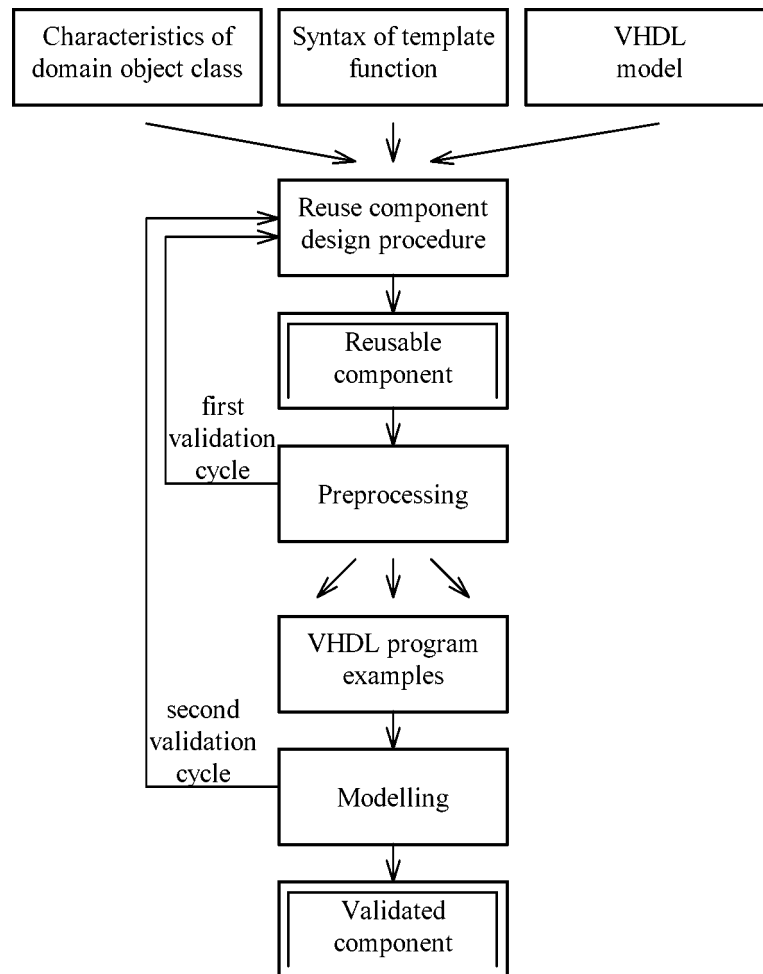 Characteristics of
domain object class
Syntax of template
function
VHDL
model
Reuse component
design procedure
Reusable
component
first
validation
cycle
Preprocessing
VHDL program
examples
second
validation
cycle
Modelling
Validated
component